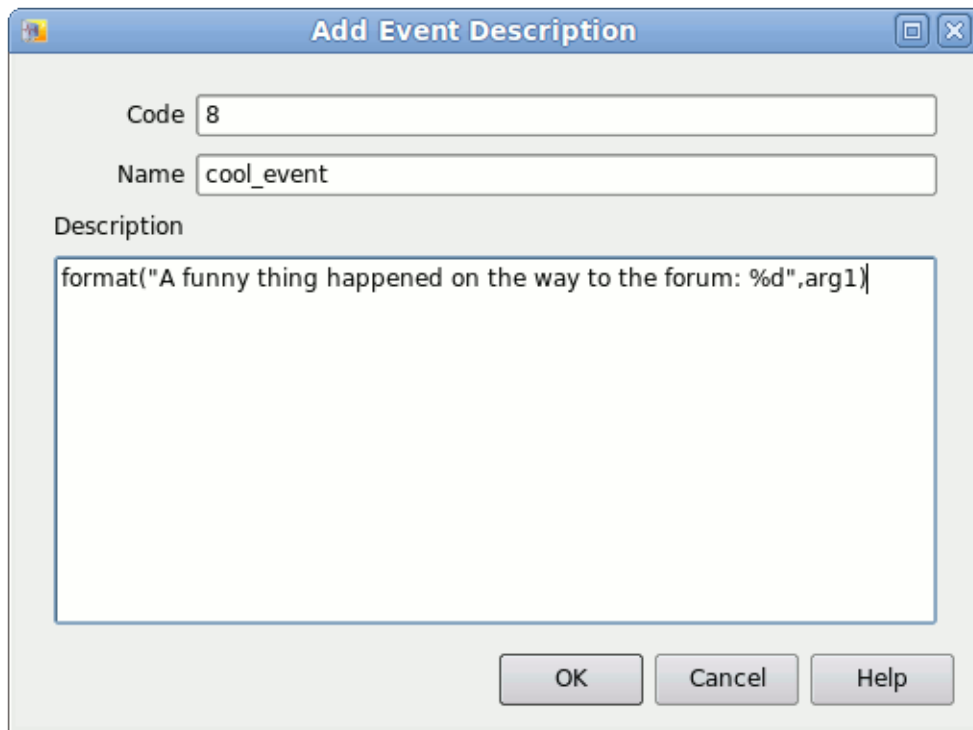 Add Event Description
Code 8
Name cool_event
Description
format("A funny thing happened on the way to the forum: %d",arg1)
OK Cancel Help